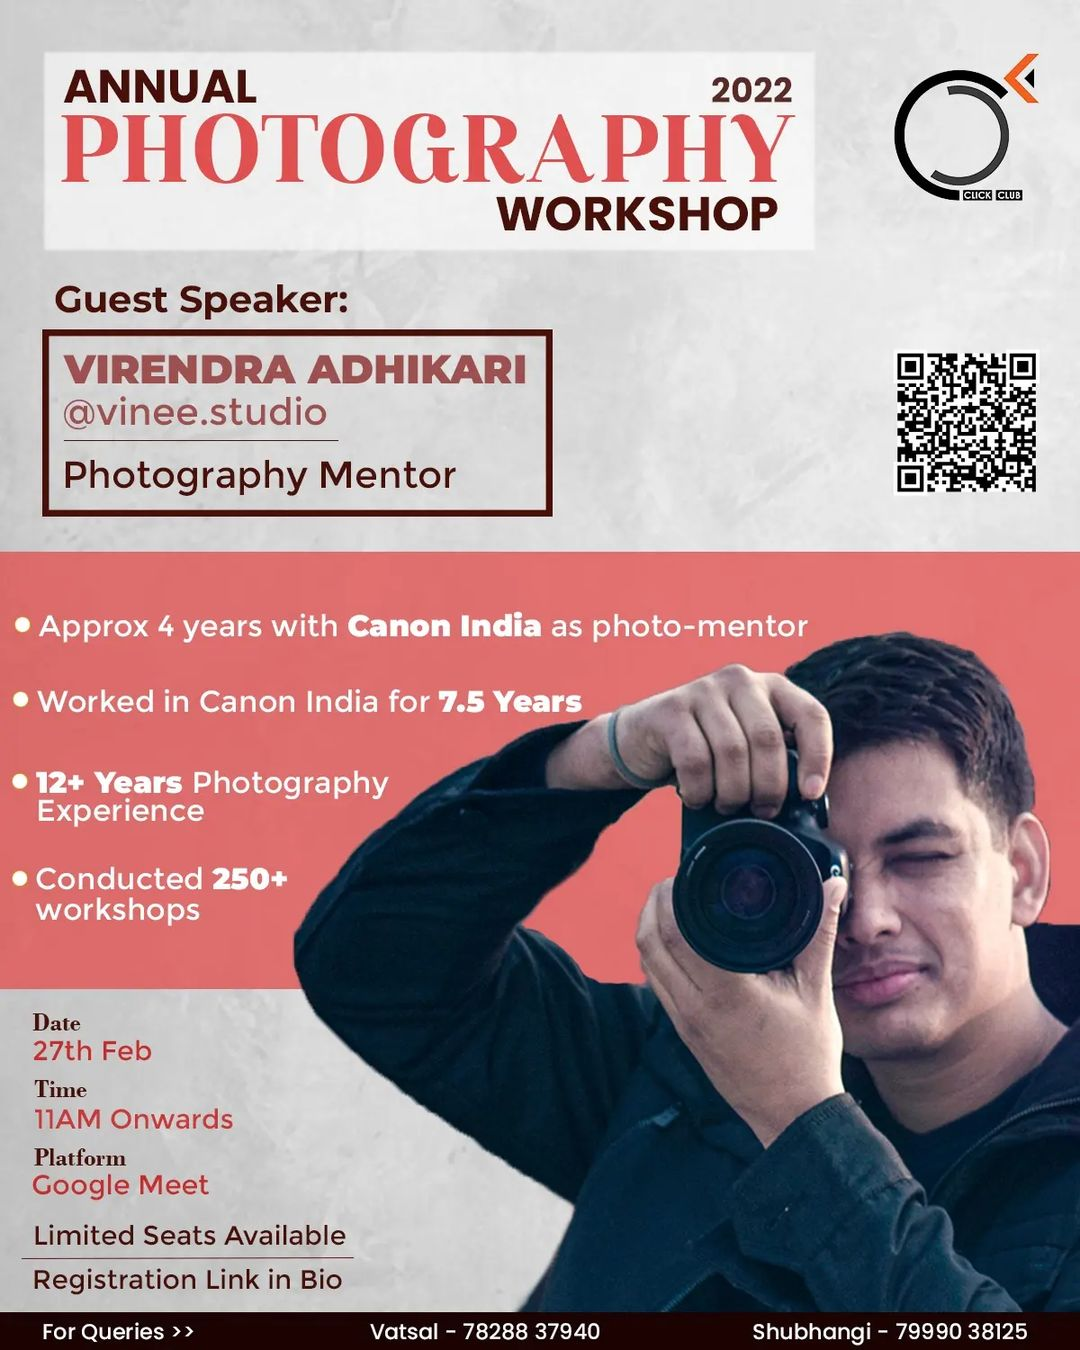 ANNUAL
2022
PHOTOGRAPHY
WORKSHOP
CLICK CLUB
Guest Speaker:
VIRENDRA ADHIKARI
@vinee.studio
Photography Mentor
Approx 4 years with Canon India as photo-mentor
Worked in Canon India for 7.5 Years
12+ Years Photography
Experience
Conducted 250+
workshops
Date
27th Feb
Time
11AM Onwards
Platform
Google Meet
Limited Seats Available
Registration Link in Bio
For Queries >> Vatsal - 78288 37940 Shubhangi - 79990 38125